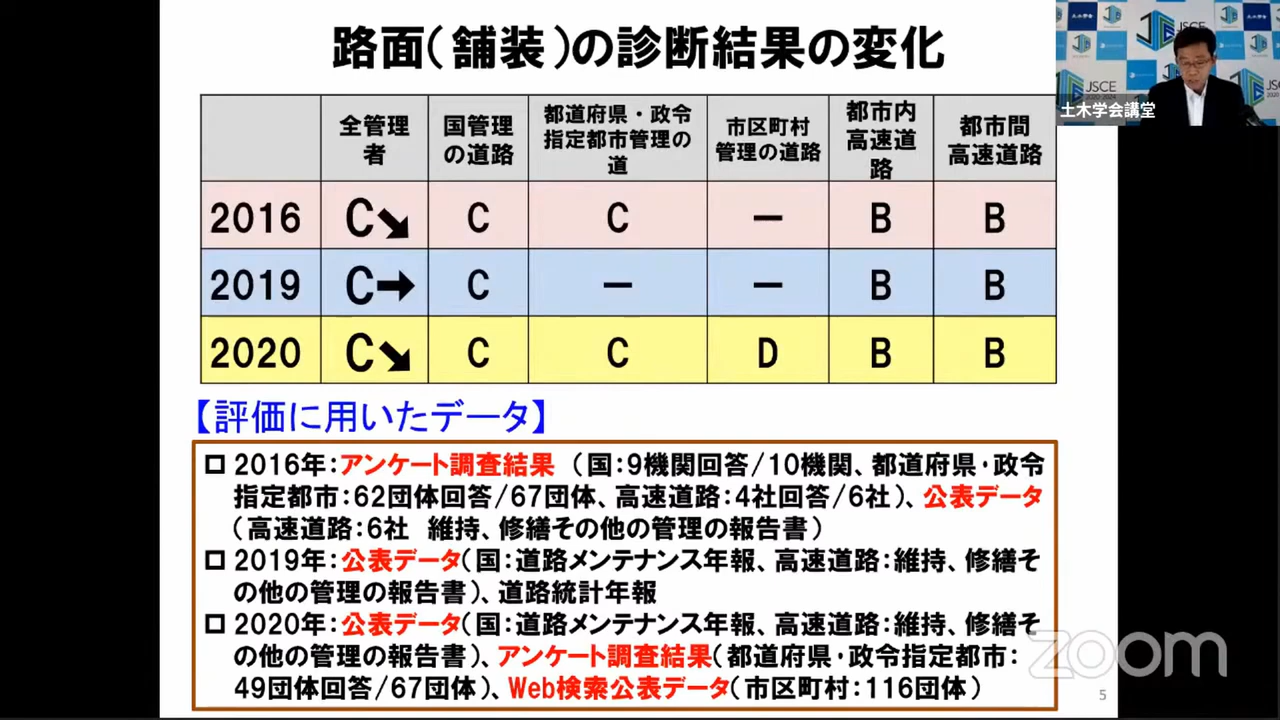 路面(舗装)の診断結果の変化
全管理者
国管理の道路
都道府県・政令指定都市管理の道
市区町村管理の道路
都市内高速道路
都市間高速道路
2016 C↘ C C ー B B
2019 C→ C ー ー B B
2020 C↘ C C D B B
【評価に用いたデータ】
2016年:アンケート調査結果 (国:9機関回答/10機関、都道府県・政令
指定都市:62団体回答/67団体、高速道路:4社回答/6社)、公表データ
(高速道路:6社 維持、修繕その他の管理の報告書)
2019年:公表データ(国:道路メンテナンス年報、高速道路:維持、修繕そ
の他の管理の報告書)、道路統計年報
2020年:公表データ(国:道路メンテナンス年報、高速道路:維持、修繕そ
の他の管理の報告書)、アンケート調査結果(都道府県・政令指定都市:
49団体回答/67団体)、Web検索公表データ(市区町村:116団体)
5
土木学会講堂
JSCE
JSCE
zoom